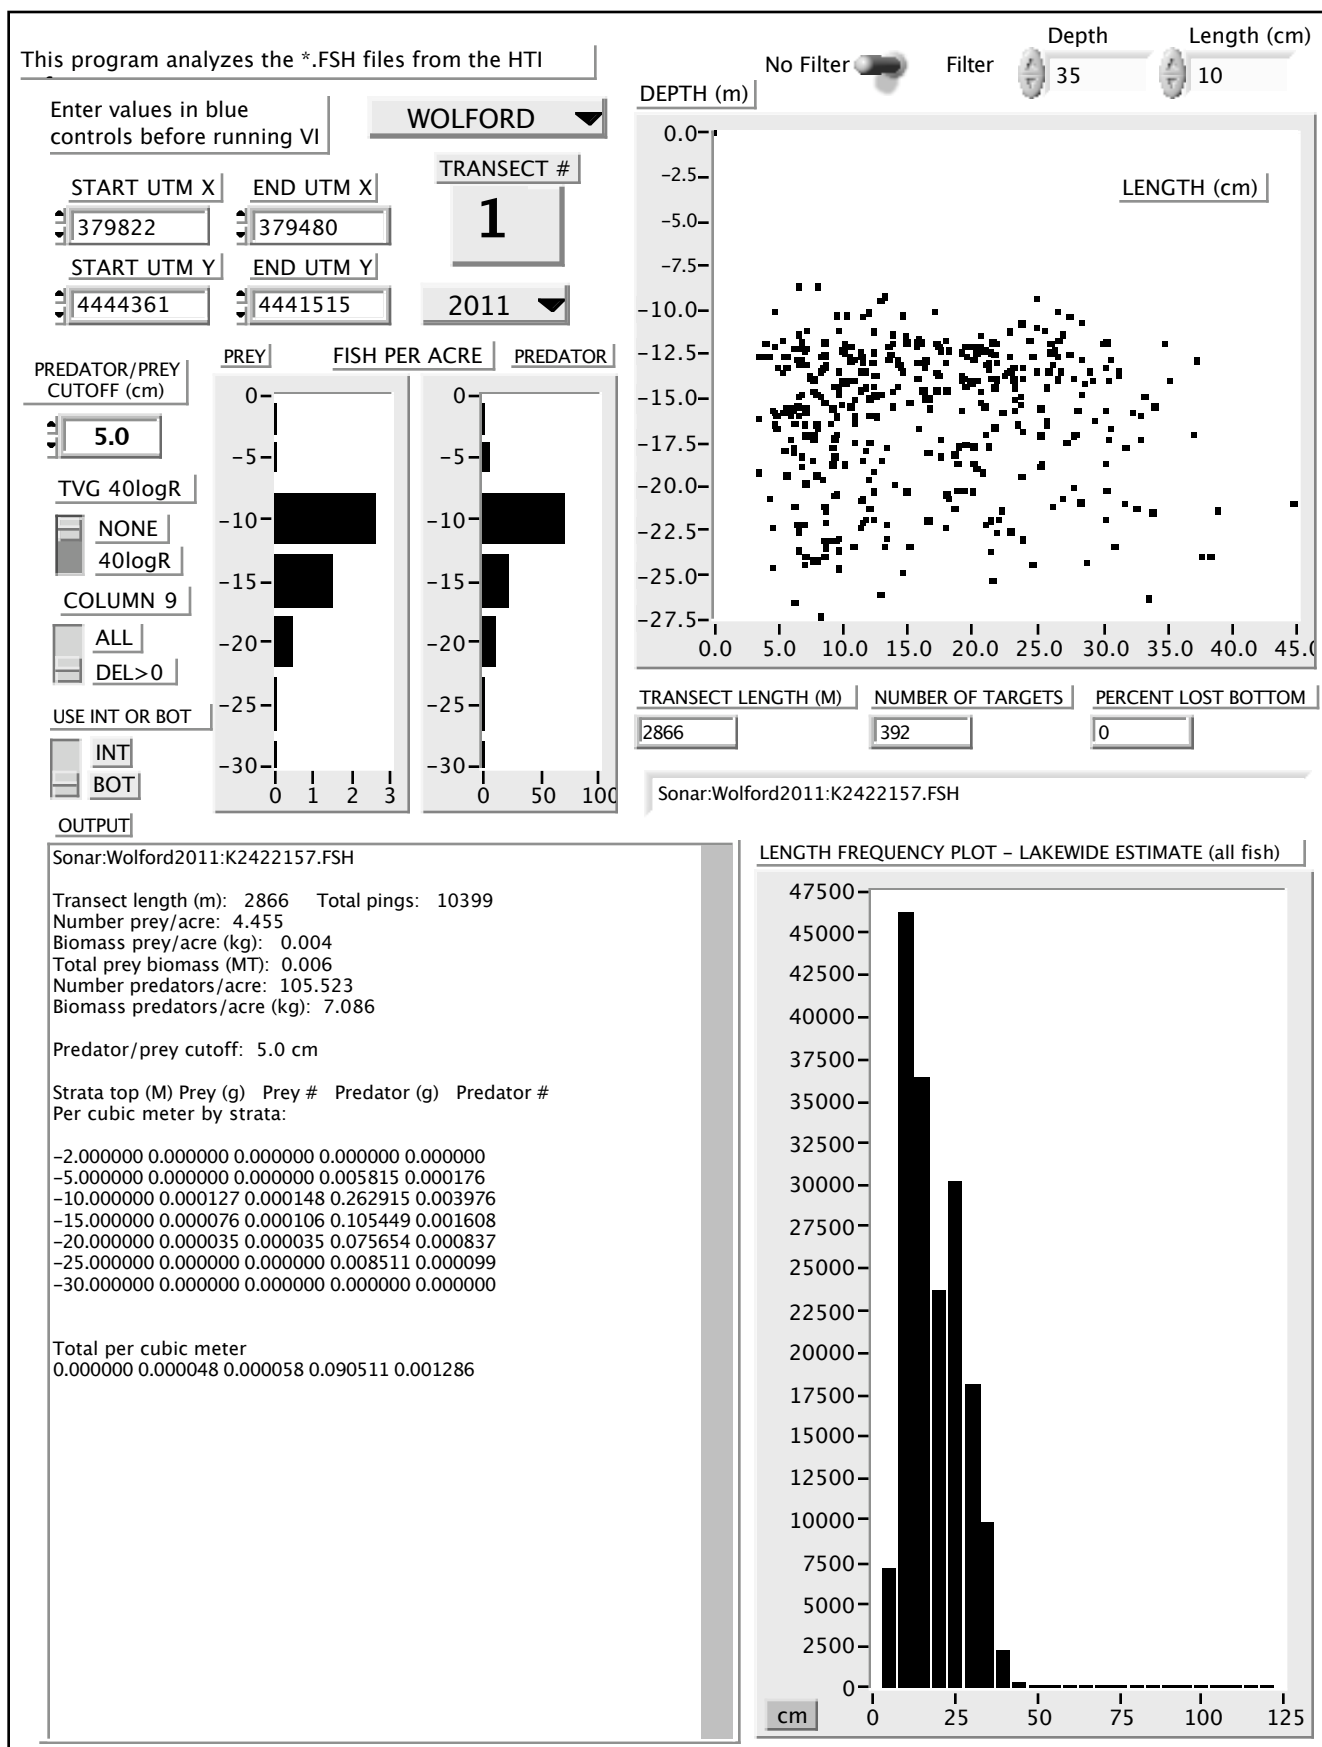 This program analyzes the *.FSH files from the HTI
No Filter
Filter
Depth
35
Length (cm)
10
Enter values in blue
controls before running VI
WOLFORD
TRANSECT #
1
START UTM X
379822
END UTM X
379480
START UTM Y
4444361
END UTM Y
4441515
2011
DEPTH (m)
LENGTH (cm)
0.0
-2.5
-5.0
-7.5
-10.0
-12.5
-15.0
-17.5
-20.0
-22.5
-25.0
-27.5
0.0 5.0 10.0 15.0 20.0 25.0 30.0 35.0 40.0 45.0
PREDATOR/PREY
CUTOFF (cm)
5.0
TVG 40logR
NONE
40logR
COLUMN 9
ALL
DEL>0
USE INT OR BOT
INT
BOT
PREY
FISH PER ACRE
PREDATOR
0
-5
-10
-15
-20
-25
-30
0 1 2 3
0
-5
-10
-15
-20
-25
-30
0 50 100
TRANSECT LENGTH (M)
2866
NUMBER OF TARGETS
392
PERCENT LOST BOTTOM
0
Sonar:Wolford2011:K2422157.FSH
OUTPUT
Sonar:Wolford2011:K2422157.FSH
Transect length (m): 2866 Total pings: 10399
Number prey/acre: 4.455
Biomass prey/acre (kg): 0.004
Total prey biomass (MT): 0.006
Number predators/acre: 105.523
Biomass predators/acre (kg): 7.086
Predator/prey cutoff: 5.0 cm
Strata top (M) Prey (g) Prey # Predator (g) Predator #
Per cubic meter by strata:
-2.000000 0.000000 0.000000 0.000000 0.000000
-5.000000 0.000000 0.000000 0.005815 0.000176
-10.000000 0.000127 0.000148 0.262915 0.003976
-15.000000 0.000076 0.000106 0.105449 0.001608
-20.000000 0.000035 0.000035 0.075654 0.000837
-25.000000 0.000000 0.000000 0.008511 0.000099
-30.000000 0.000000 0.000000 0.000000 0.000000
Total per cubic meter
0.000000 0.000048 0.000058 0.090511 0.001286
LENGTH FREQUENCY PLOT - LAKEWIDE ESTIMATE (all fish)
47500
45000
42500
40000
37500
35000
32500
30000
27500
25000
22500
20000
17500
15000
12500
10000
7500
5000
2500
0
cm
0 25 50 75 100 125